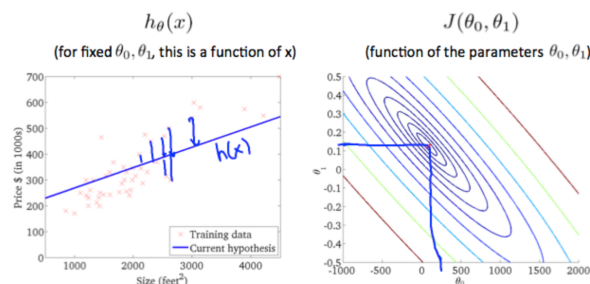 hθ(x)
J(θ0, θ1)
(for fixed θ0, θ1, this is a function of x)
(function of the parameters θ0, θ1)
Price $ (in 1000s)
700
600
500
400
300
200
100
0
1000
2000
3000
4000
Size (feet²)
h(x)
Training data
Current hypothesis
θ1
0.5
0.4
0.3
0.2
0.1
0
-0.1
-0.2
-0.3
-0.4
-0.5
-1000
-500
0
500
1000
1500
2000
θ0